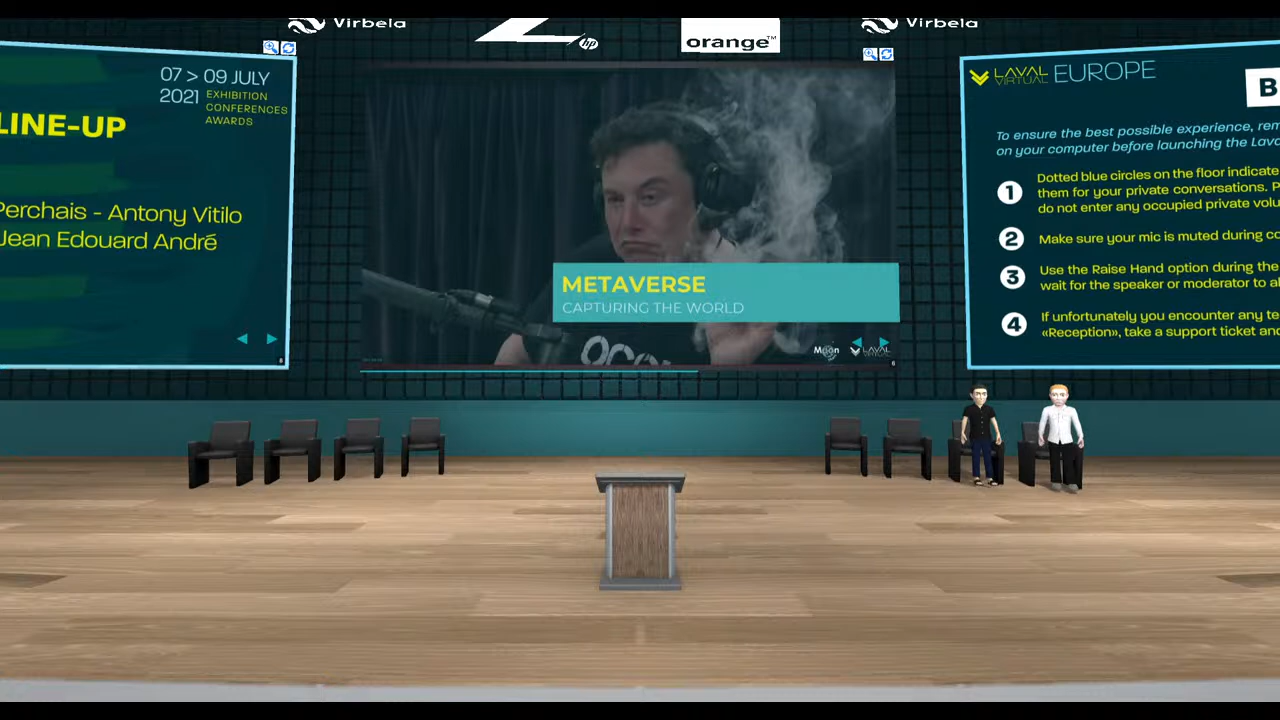 Virbela
hp
orange™
Virbela
07 > 09 JULY
2021
EXHIBITION
CONFERENCES
AWARDS
LINE-UP
Perchais - Antony Vitilo
Jean Edouard André
METAVERSE
CAPTURING THE WORLD
Moon
LAVAL
LAVAL
VIRTUAL
EUROPE
B
To ensure the best possible experience, rem
on your computer before launching the Lava
1
Dotted blue circles on the floor indicate
them for your private conversations. P
do not enter any occupied private volu
2
Make sure your mic is muted during co
3
Use the Raise Hand option during the
wait for the speaker or moderator to al
4
If unfortunately you encounter any te
«Reception», take a support ticket and